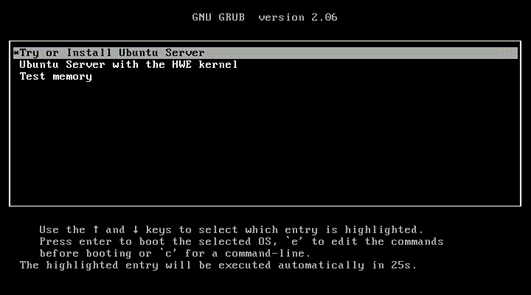 GNU GRUB  version 2.06
*Try or Install Ubuntu Server
Ubuntu Server with the HWE kernel
Test memory
Use the ↑ and ↓ keys to select which entry is highlighted.
Press enter to boot the selected OS, `e' to edit the commands
before booting or `c' for a command-line.
The highlighted entry will be executed automatically in 25s.